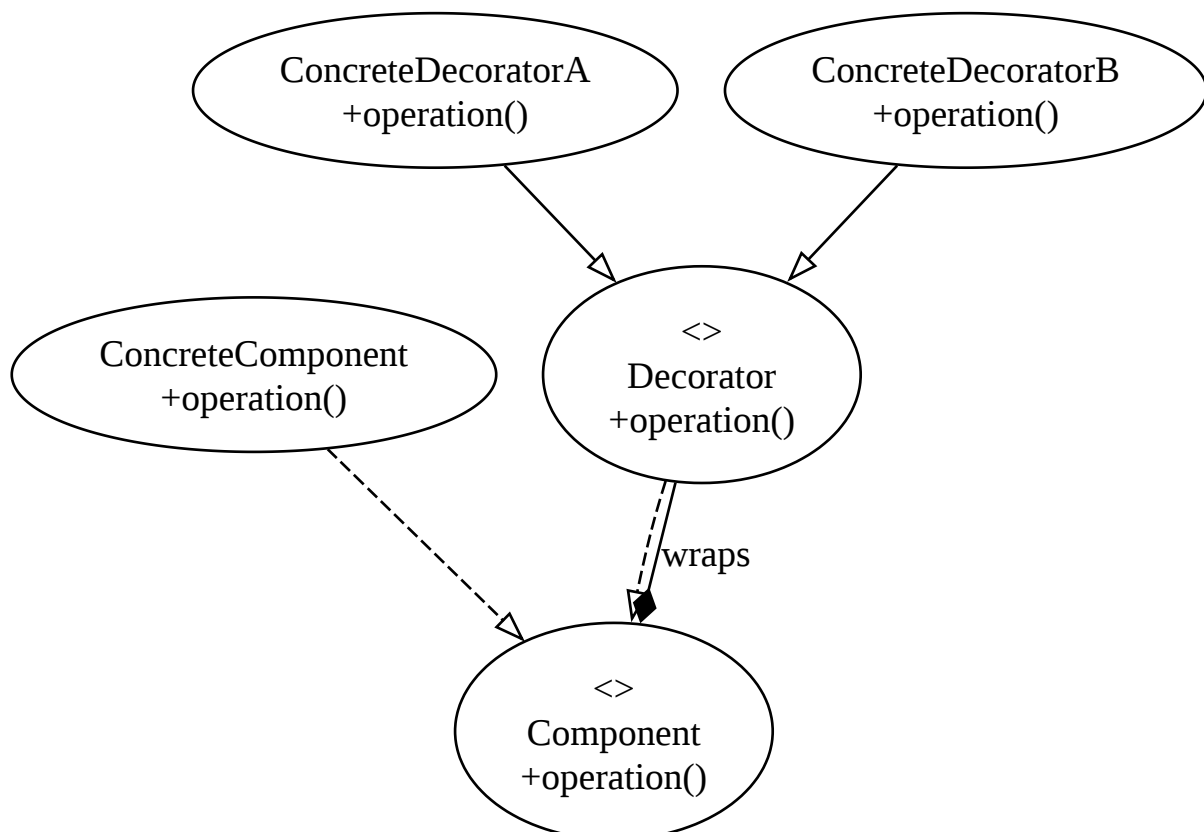 ConcreteDecoratorA
+operation()
ConcreteDecoratorB
+operation()
<>
Decorator
+operation()
ConcreteComponent
+operation()
wraps
<>
Component
+operation()